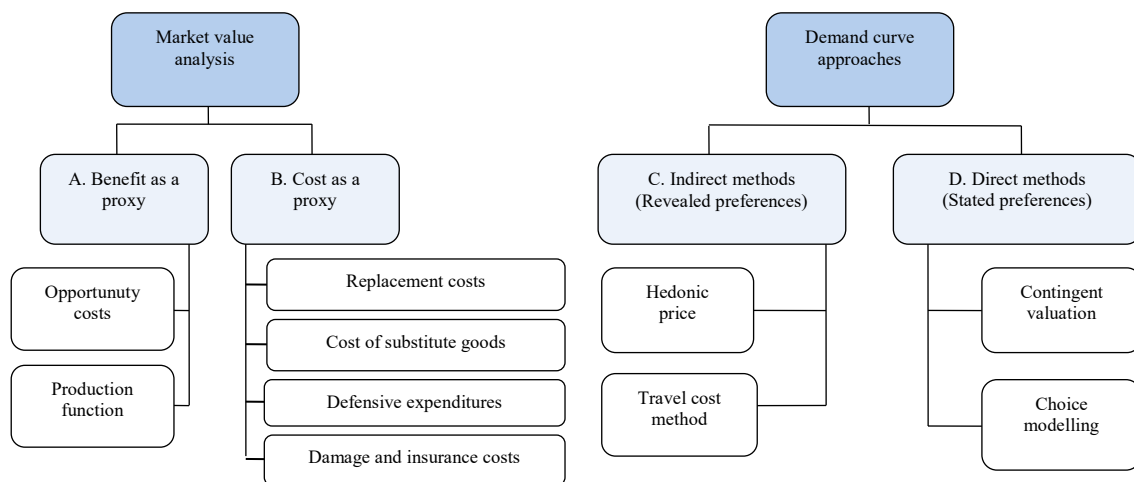 Market value
analysis
Demand curve
approaches
A. Benefit as a
proxy
B. Cost as a
proxy
C. Indirect methods
(Revealed preferences)
D. Direct methods
(Stated preferences)
Opportunuty
costs
Production
function
Replacement costs
Cost of substitute goods
Defensive expenditures
Damage and insurance costs
Hedonic
price
Travel cost
method
Contingent
valuation
Choice
modelling